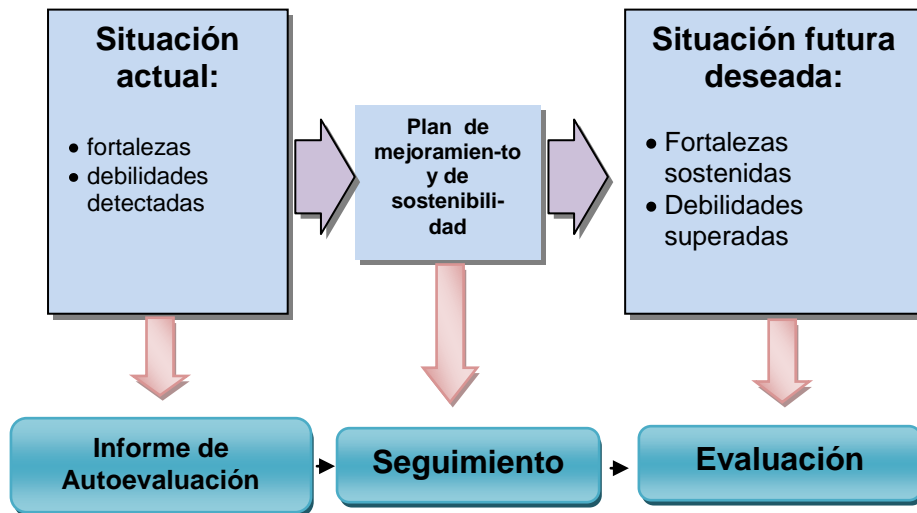 Situación
actual:
• fortalezas
• debilidades
detectadas
Plan de
mejoramien-to
y de
sostenibili-
dad
Situación futura
deseada:
• Fortalezas
sostenidas
• Debilidades
superadas
Informe de
Autoevaluación
Seguimiento
Evaluación